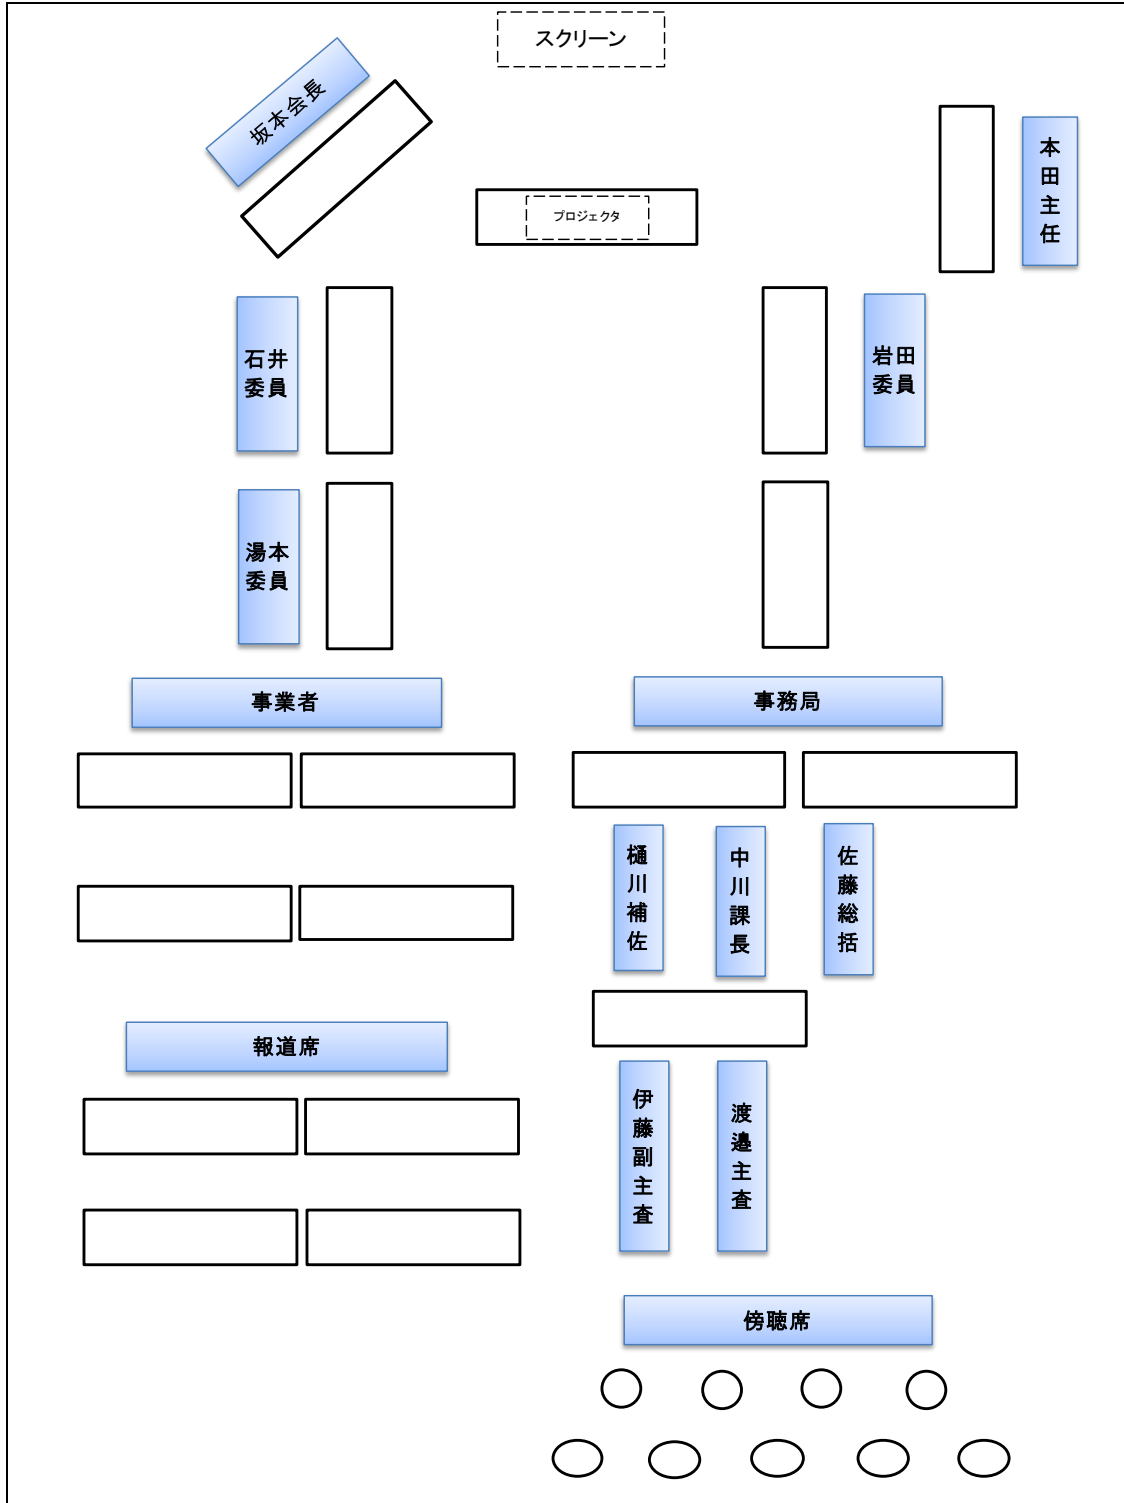 スクリーン
坂本会長
プロジェクタ
本田主任
石井
委員
岩田
委員
湯本
委員
事業者
事務局
樋川補佐
中川課長
佐藤総括
報道席
伊藤副主査
渡邉主査
傍聴席